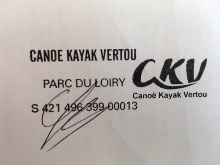 CANOE KAYAK VERTOU
PARC DU LOIRY
S 421 496 399 00013
CKV
Canoë Kayak Vertou